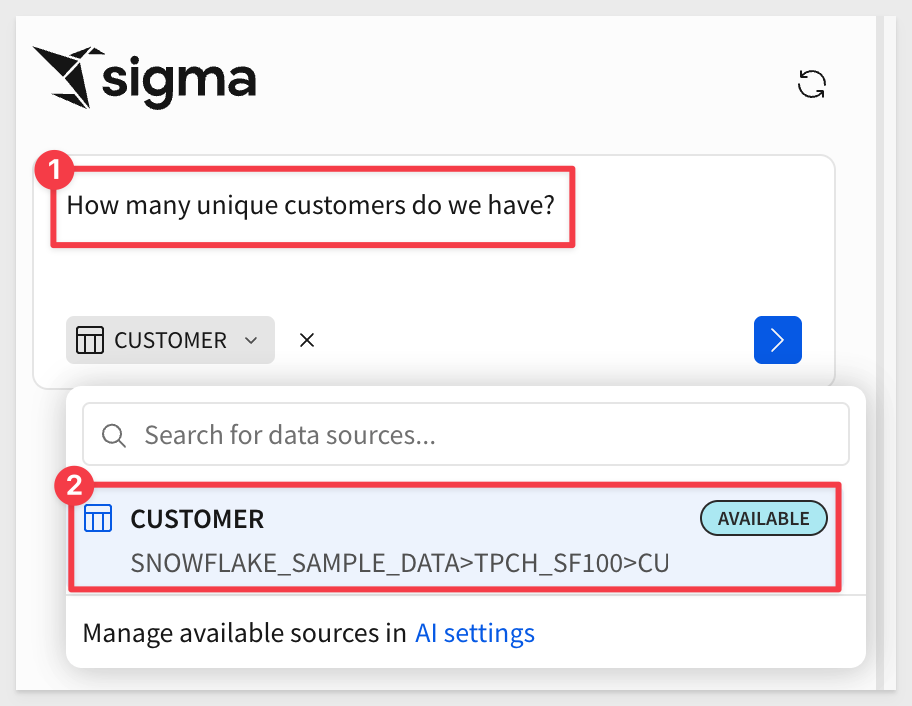 sigma
1
How many unique customers do we have?
CUSTOMER
Search for data sources...
2
CUSTOMER
AVAILABLE
SNOWFLAKE_SAMPLE_DATA>TPCH_SF100>CU
Manage available sources in AI settings